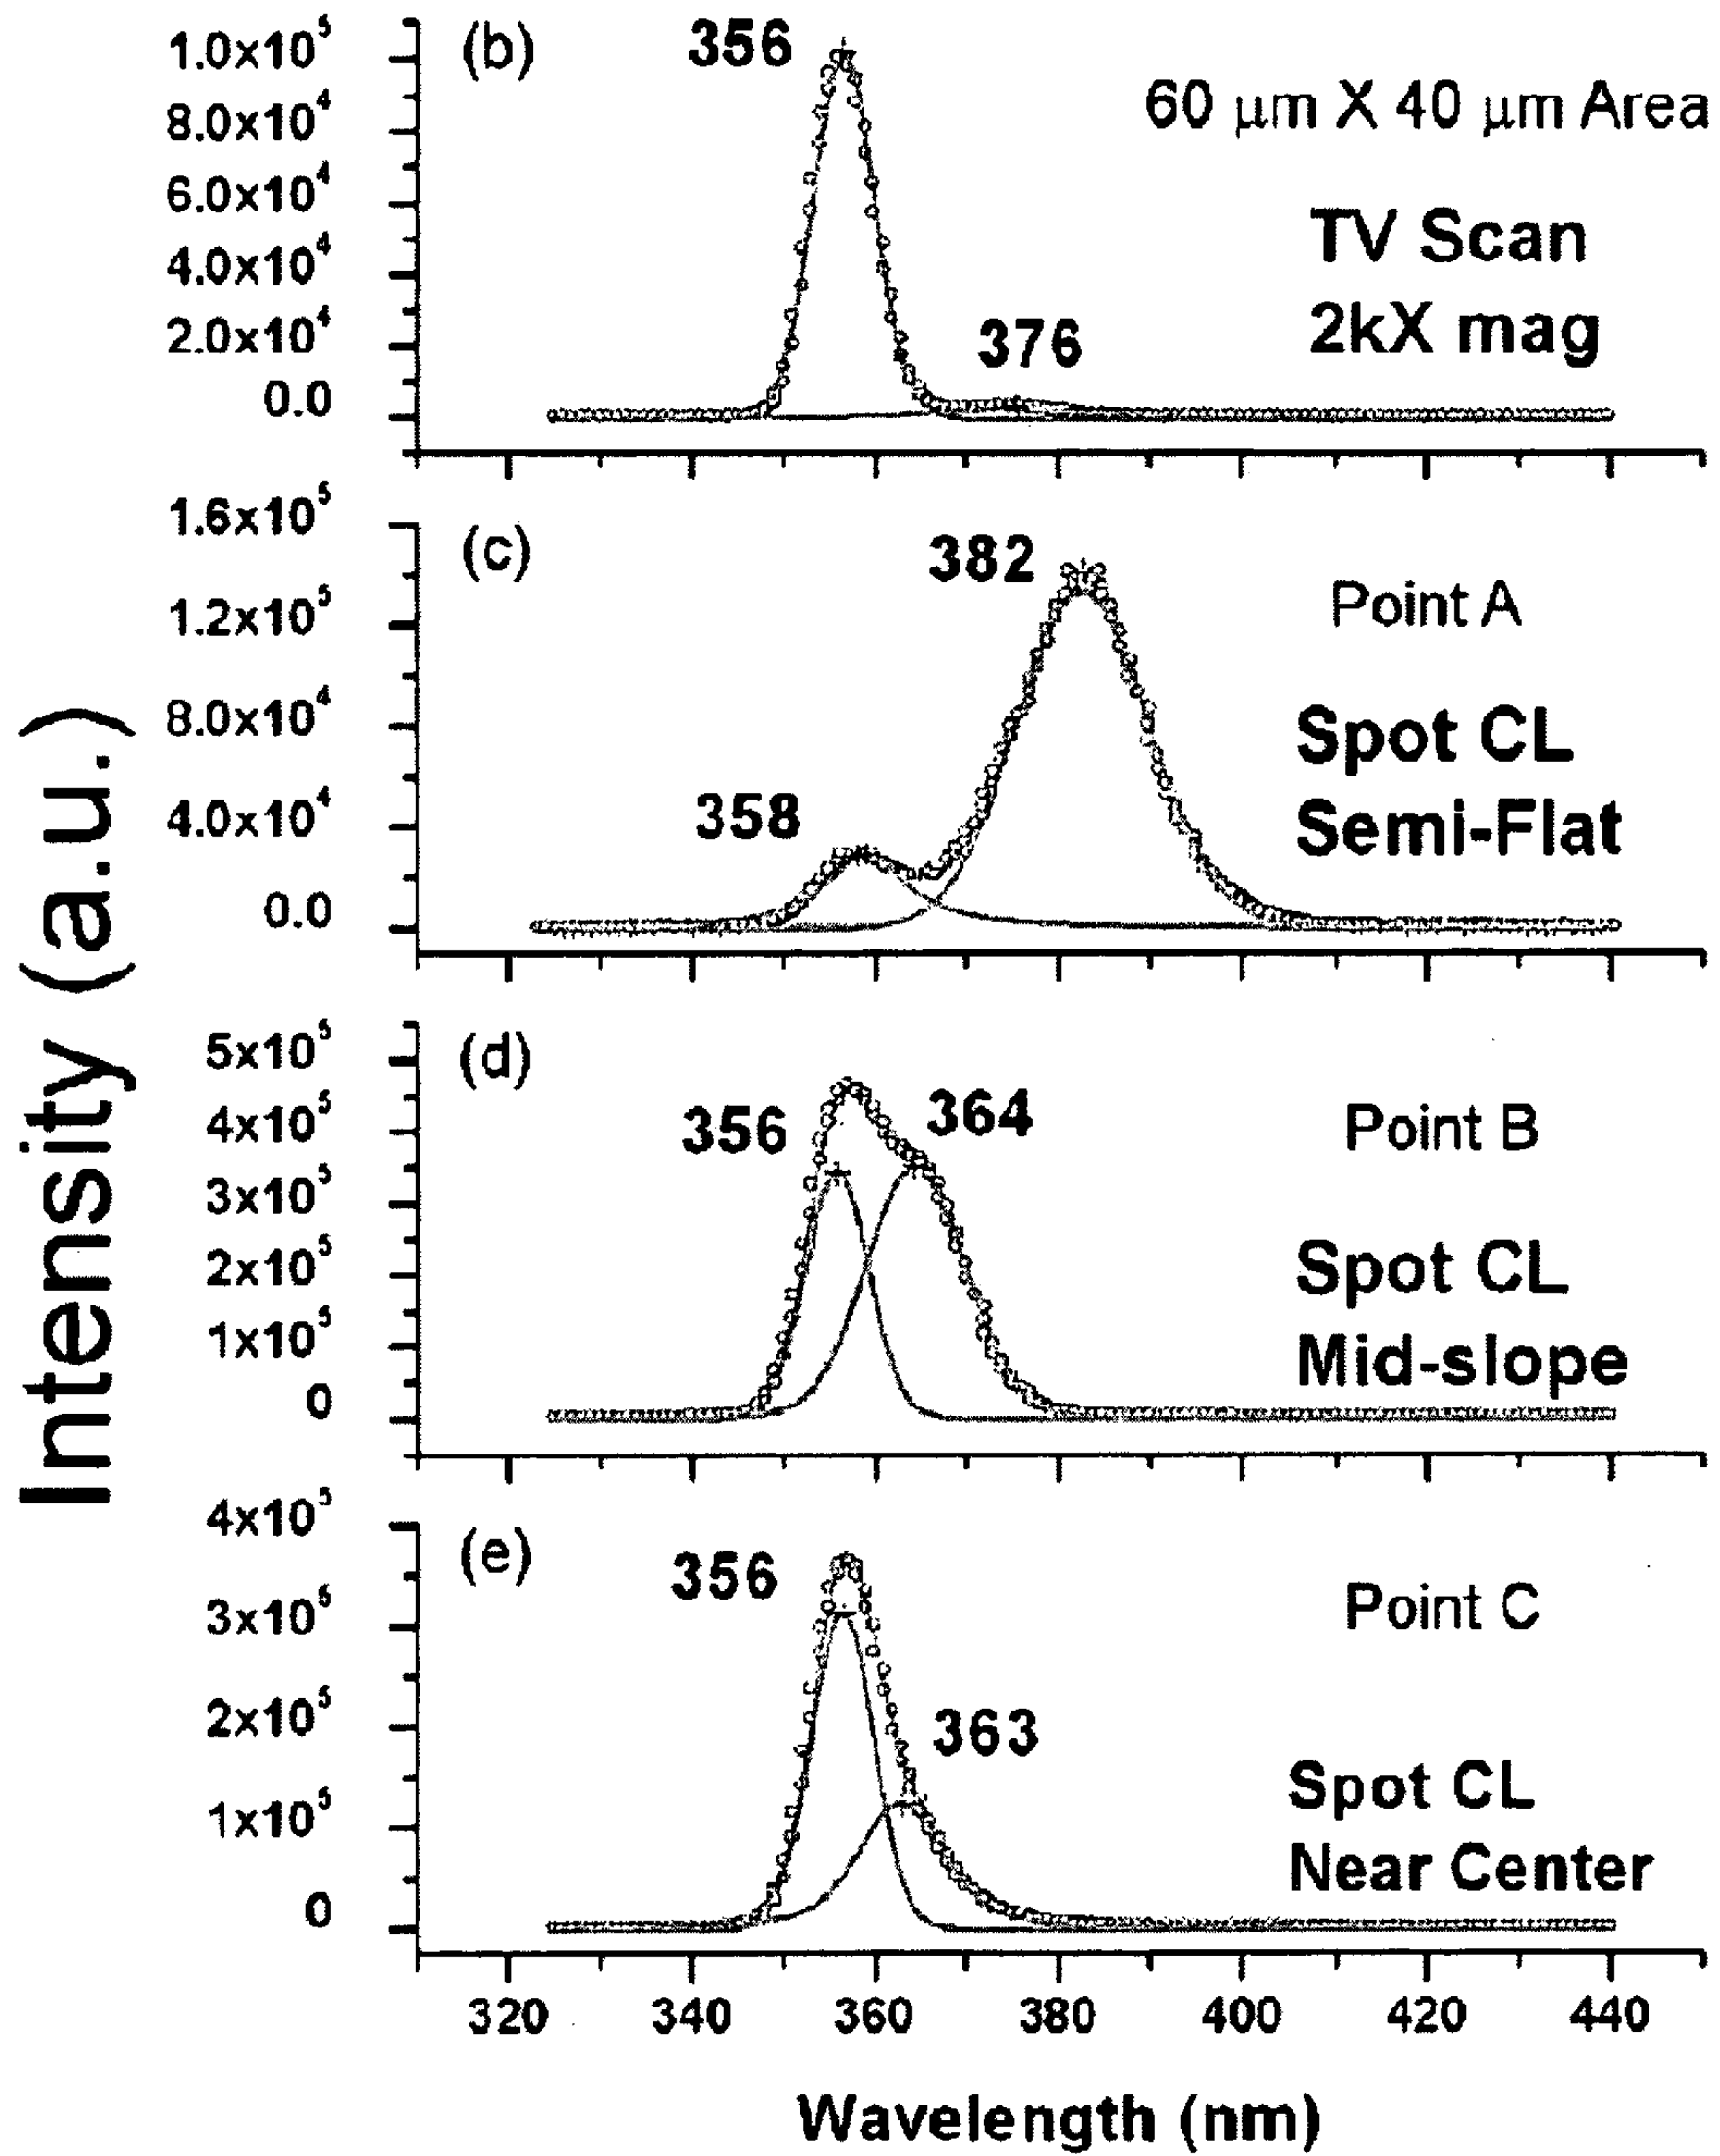 Intensity (a.u.)
(b)
1.0x10⁵
8.0x10⁴
6.0x10⁴
4.0x10⁴
2.0x10⁴
0.0
356
376
60 μm X 40 μm Area
TV Scan
2kX mag
(c)
1.6x10⁵
1.2x10⁵
8.0x10⁴
4.0x10⁴
0.0
358
382
Point A
Spot CL
Semi-Flat
(d)
5x10⁵
4x10⁵
3x10⁵
2x10⁵
1x10⁵
0
356
364
Point B
Spot CL
Mid-slope
(e)
4x10⁵
3x10⁵
2x10⁵
1x10⁵
0
356
363
Point C
Spot CL
Near Center
320 340 360 380 400 420 440
Wavelength (nm)